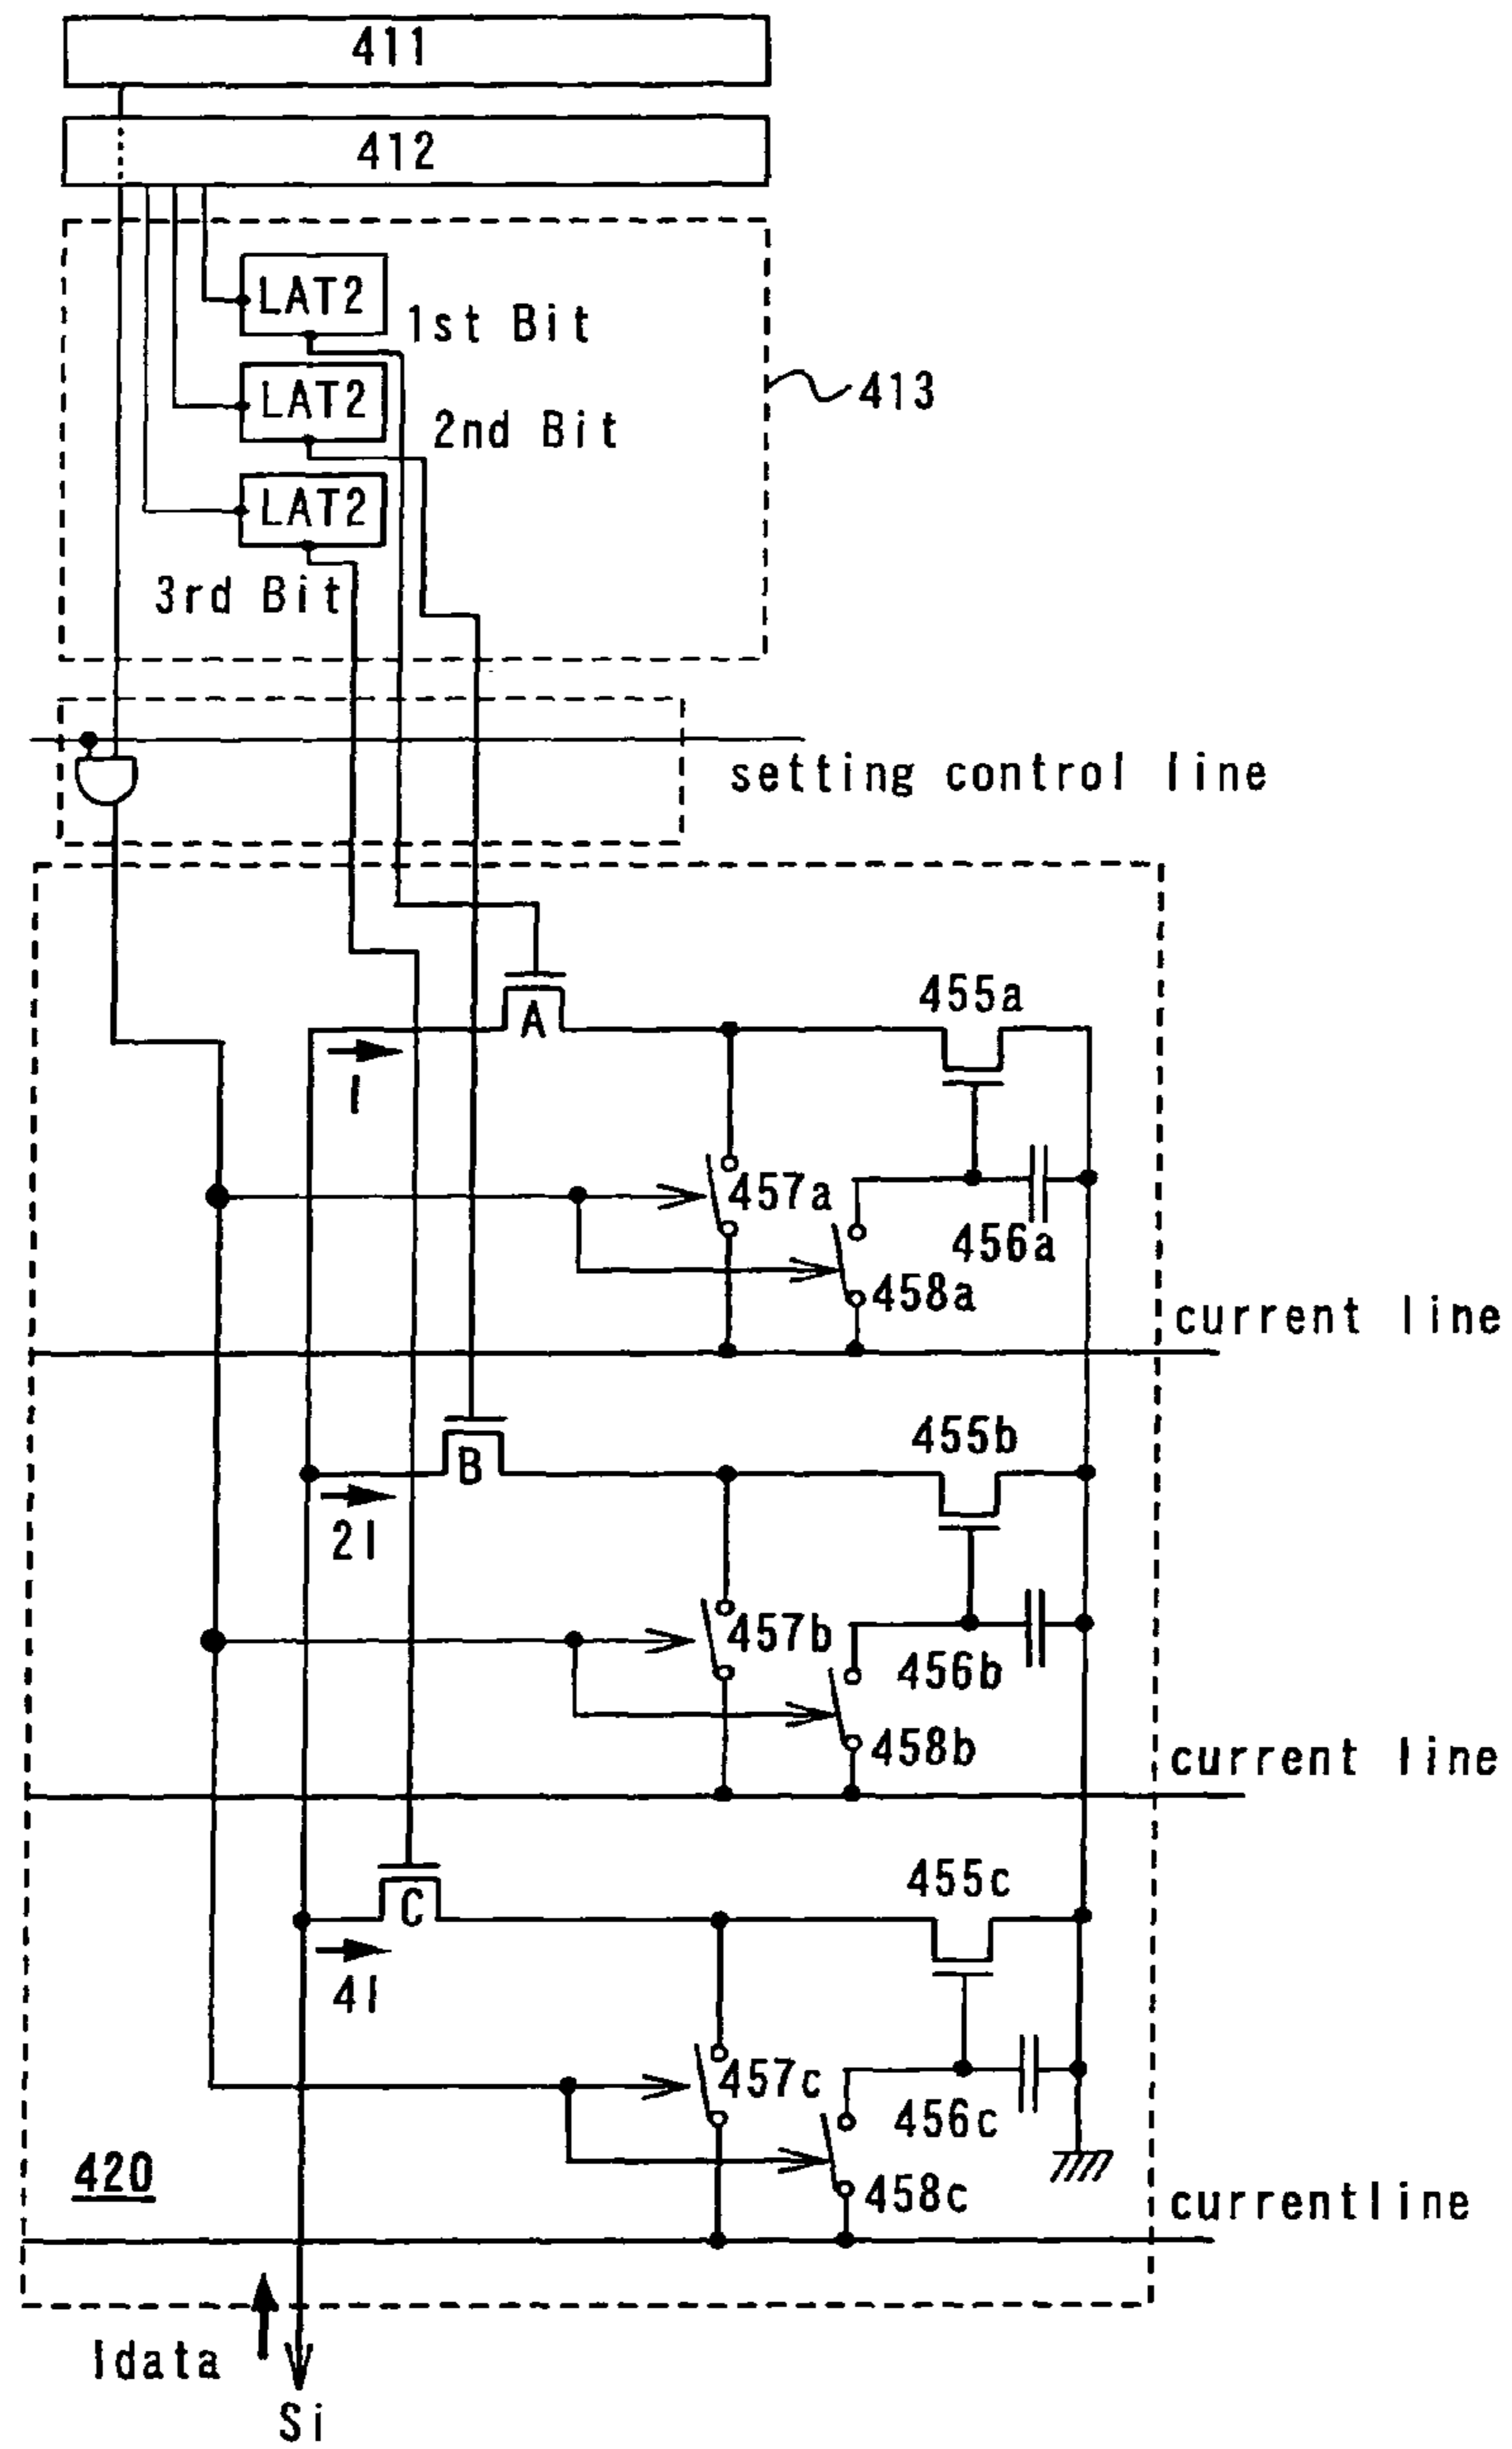 411
412
LAT2
1st Bit
LAT2
413
2nd Bit
LAT2
3rd Bit
setting control line
A
455a
I
457a
456a
458a
current line
B
455b
2I
457b
456b
458b
current line
C
455c
4I
457c
456c
420
458c
currentline
Idata
Si